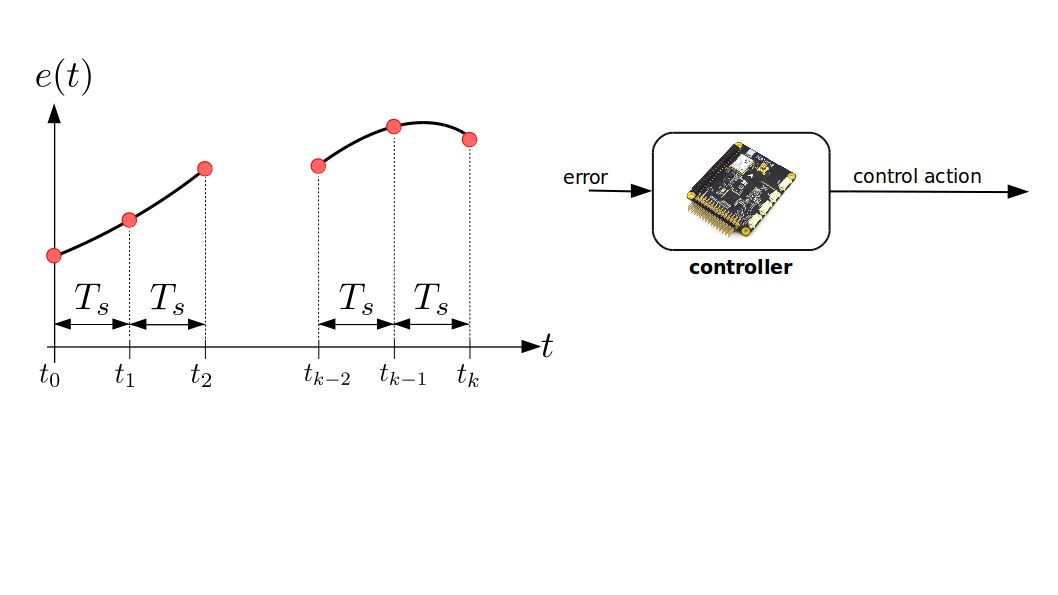 e(t)
T_s T_s T_s T_s
t
t_0 t_1 t_2 t_{k-2} t_{k-1} t_k
error
control action
controller